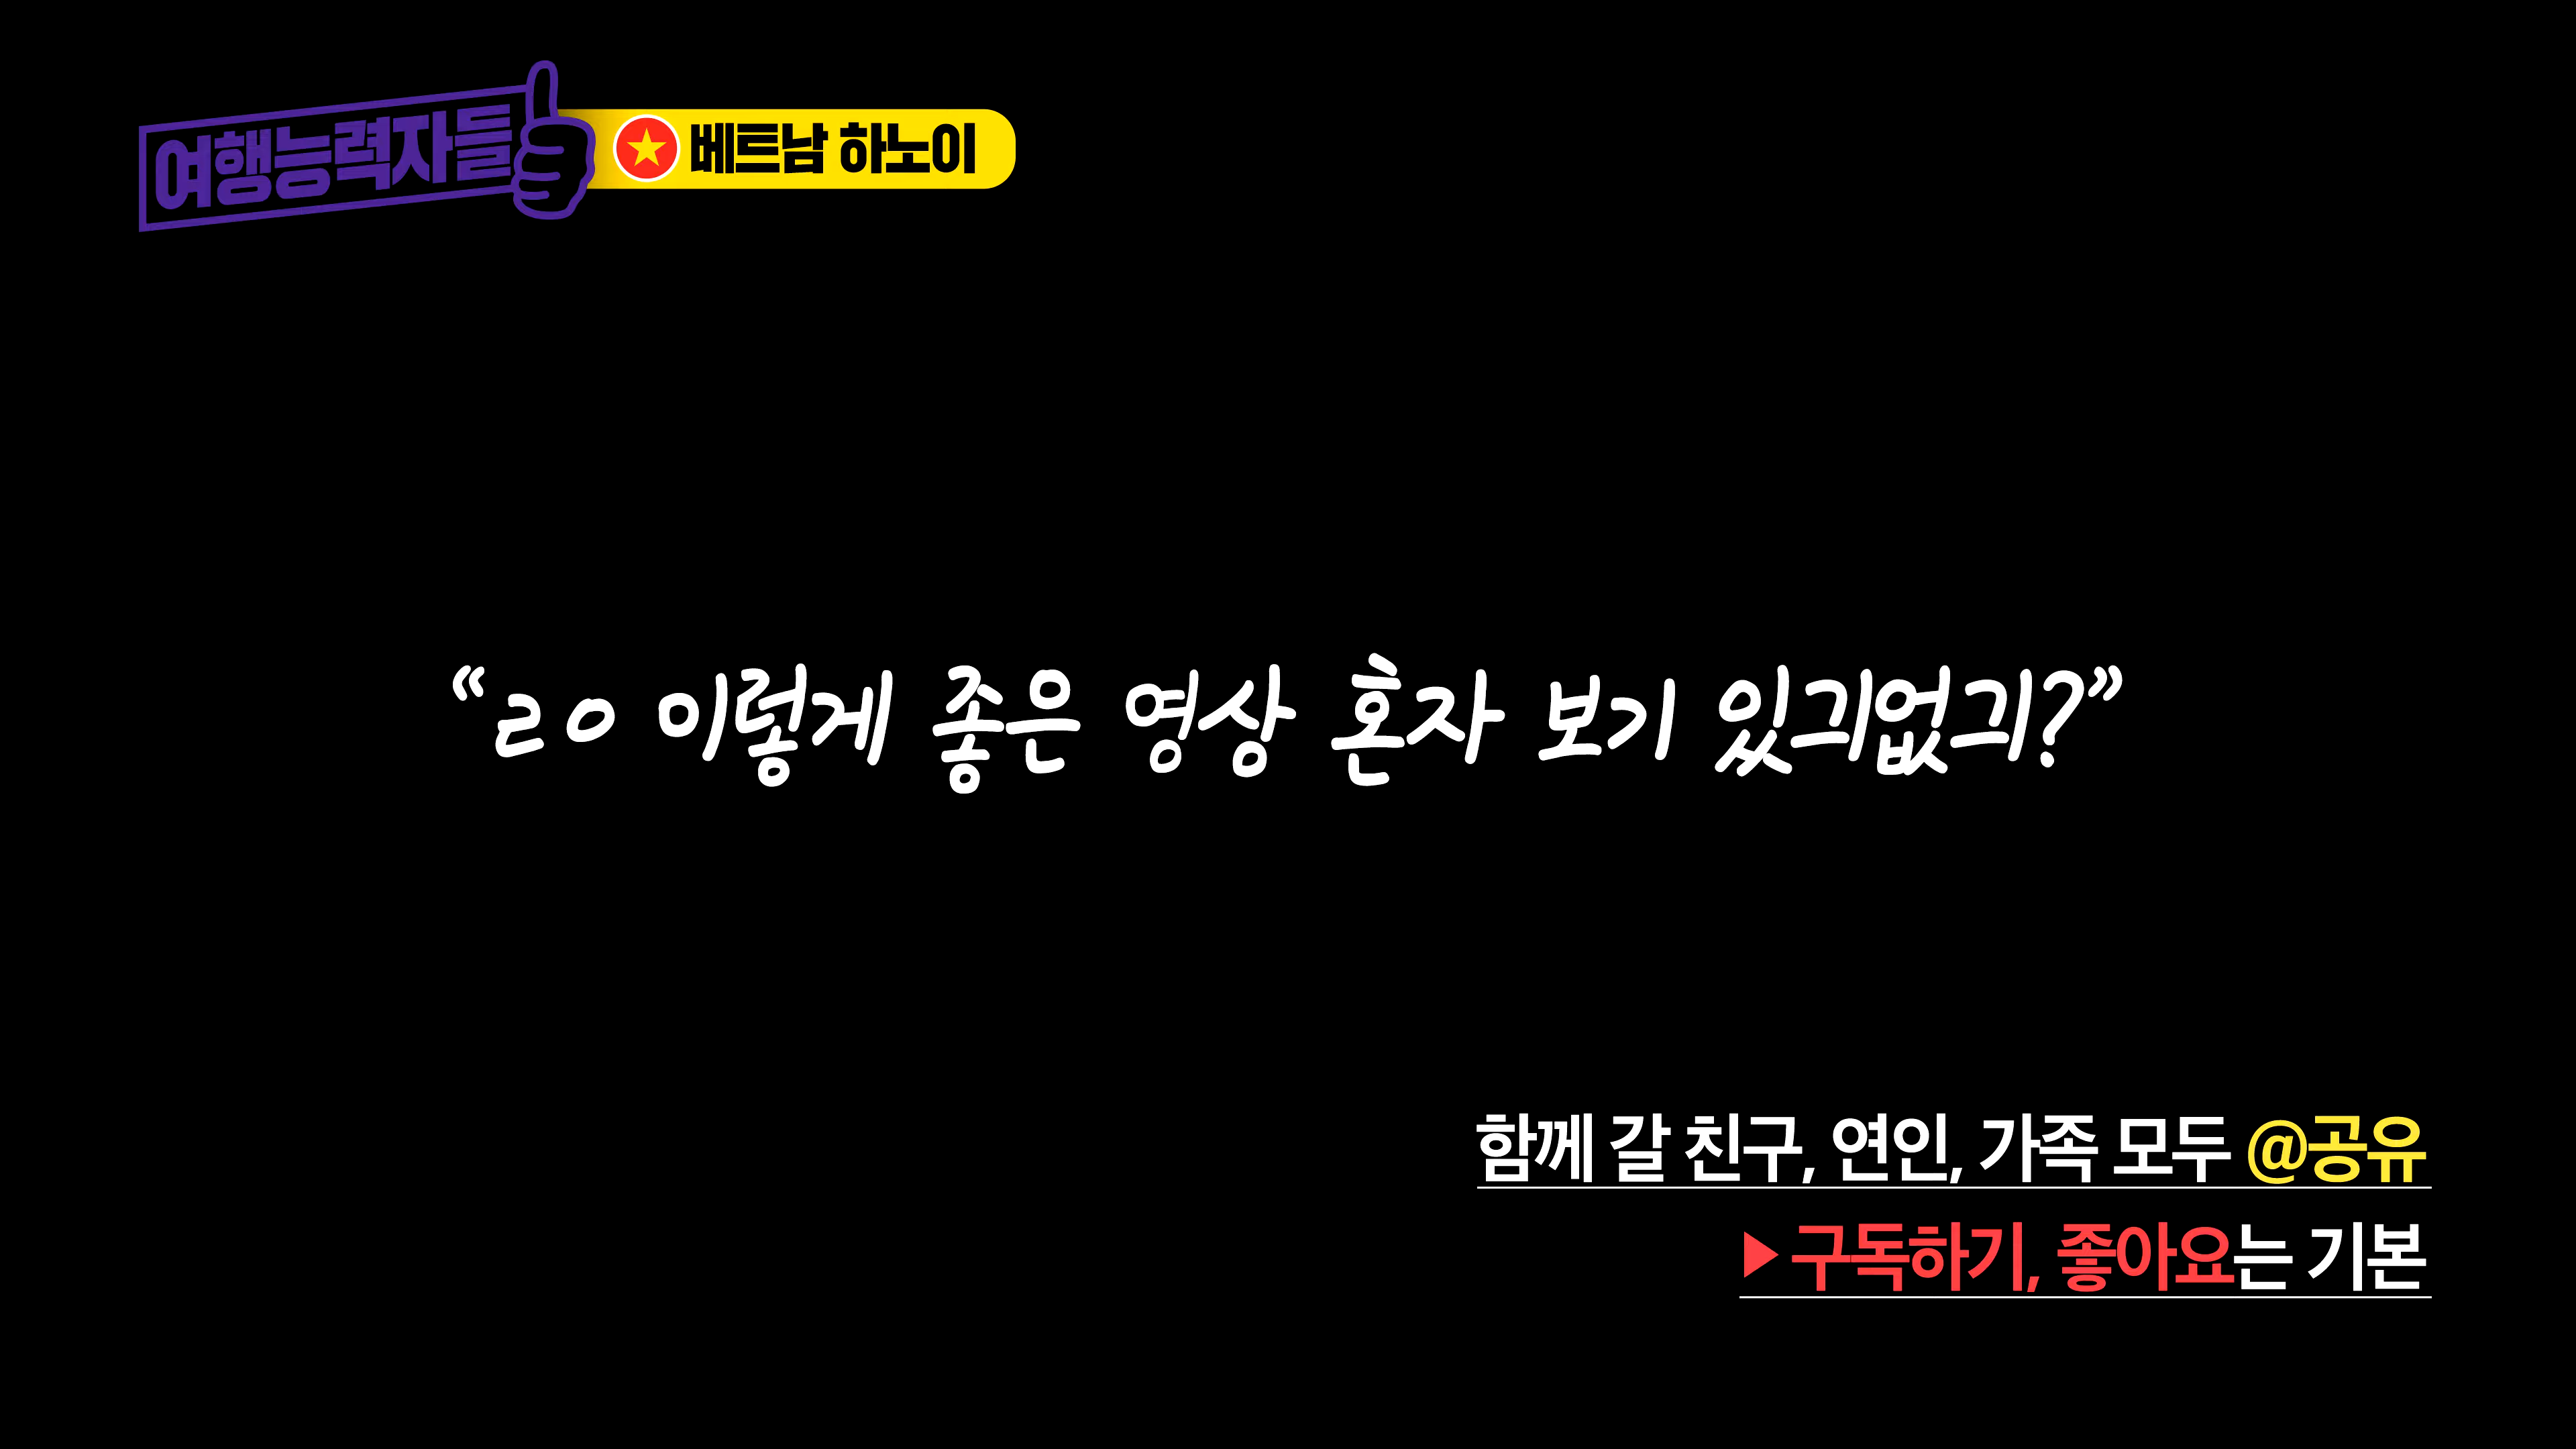 여행능력자들
베트남 하노이
“ㄹㅇ 이렇게 좋은 영상 혼자 보기 있긔없긔?”
함께 갈 친구, 연인, 가족 모두 @공유
▶구독하기, 좋아요는 기본